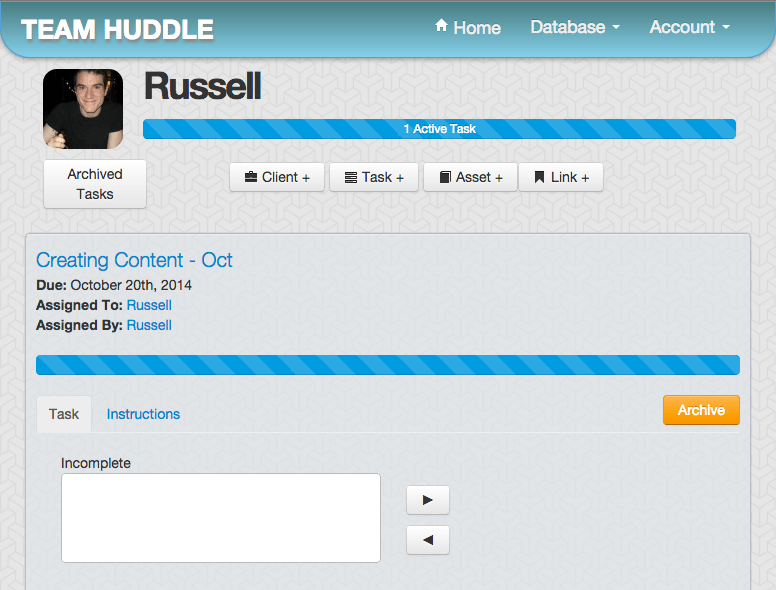 TEAM HUDDLE
Home Database Account
Russell
1 Active Task
Archived
Tasks
Client + Task + Asset + Link +
Creating Content - Oct
Due: October 20th, 2014
Assigned To: Russell
Assigned By: Russell
Task Instructions Archive
Incomplete